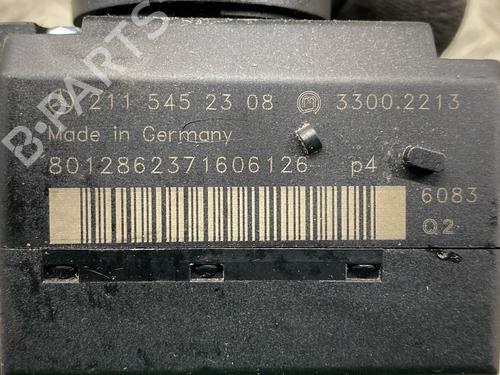 B-PARTS
211 545 23 08 3300.2213
Made in Germany
8012862371606126 p4
6083
Q2